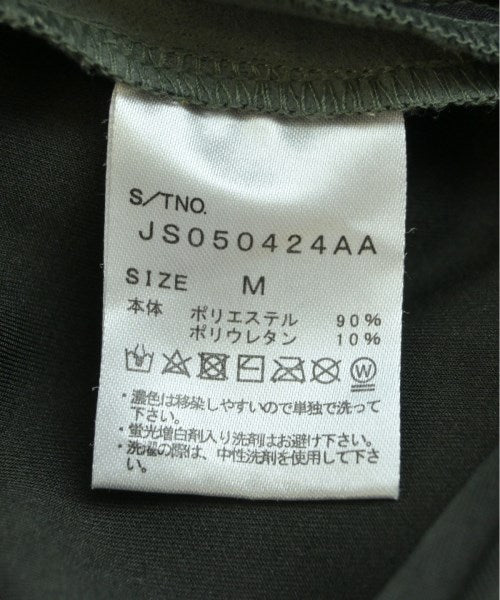 S/TNO.
JS050424AA
SIZE M
本体 ポリエステル 90%
ポリウレタン 10%
W
・濃色は移染しやすいので単独で洗って
下さい。
・蛍光増白剤入り洗剤はお避け下さい。
・洗濯の際は、中性洗剤を使用して下さ
い。